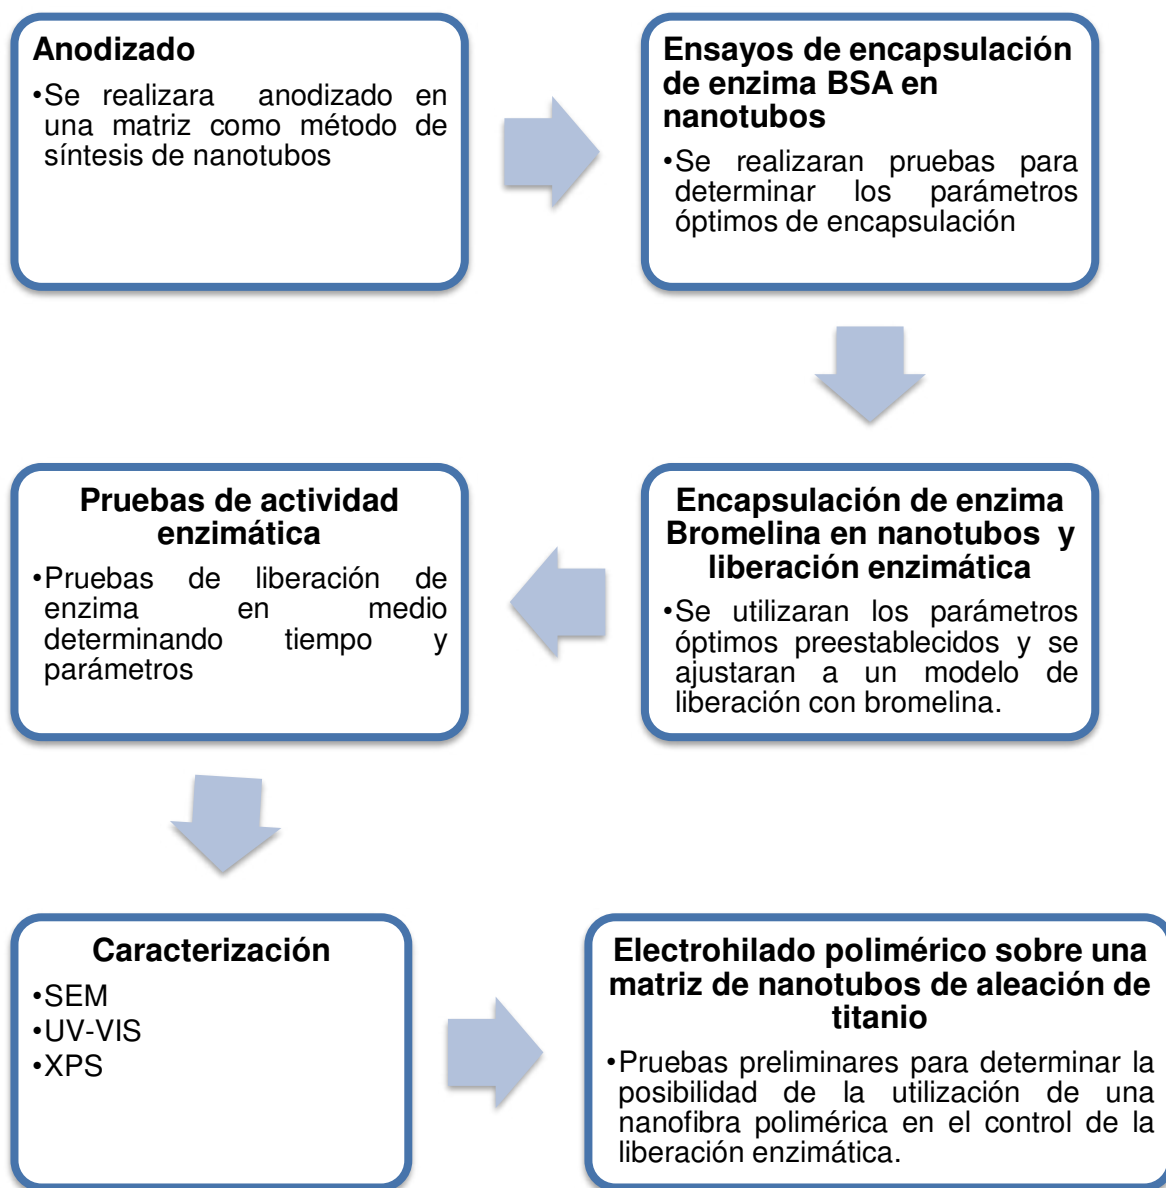 Anodizado
•Se realizara anodizado en
una matriz como método de
síntesis de nanotubos
Ensayos de encapsulación
de enzima BSA en
nanotubos
•Se realizaran pruebas para
determinar los parámetros
óptimos de encapsulación
Encapsulación de enzima
Bromelina en nanotubos y
liberación enzimática
•Se utilizaran los parámetros
óptimos preestablecidos y se
ajustaran a un modelo de
liberación con bromelina.
Pruebas de actividad
enzimática
•Pruebas de liberación de
enzima en medio
determinando tiempo y
parámetros
Caracterización
•SEM
•UV-VIS
•XPS
Electrohilado polimérico sobre una
matriz de nanotubos de aleación de
titanio
•Pruebas preliminares para determinar la
posibilidad de la utilización de una
nanofibra polimérica en el control de la
liberación enzimática.